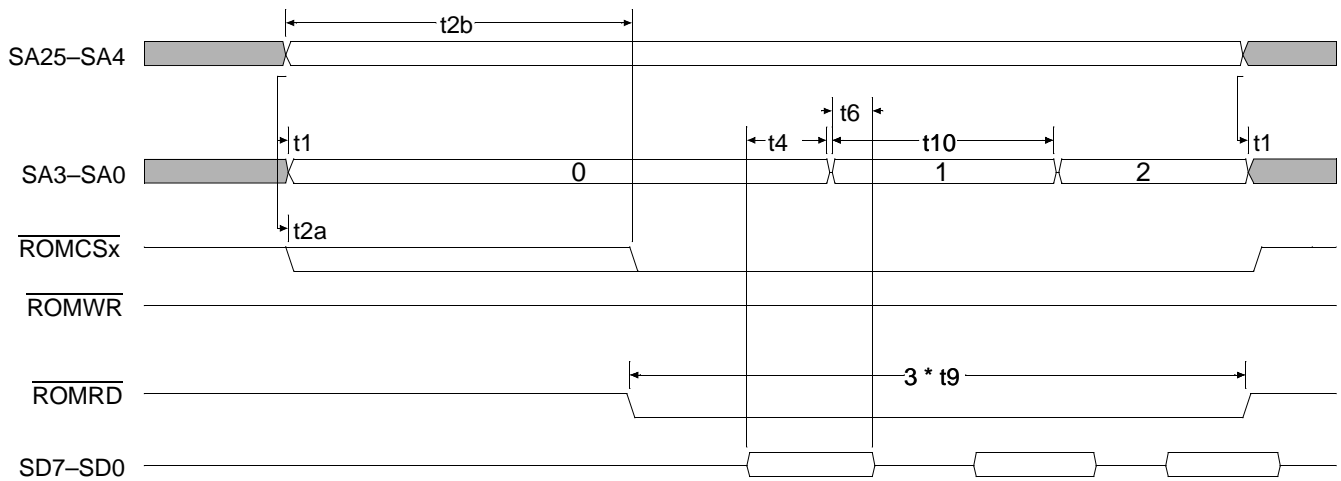 t2b
SA25–SA4
t6
t1
t4
t10
t1
SA3–SA0
0
1
2
t2a
ROMCSx
ROMWR
3 * t9
ROMRD
SD7–SD0